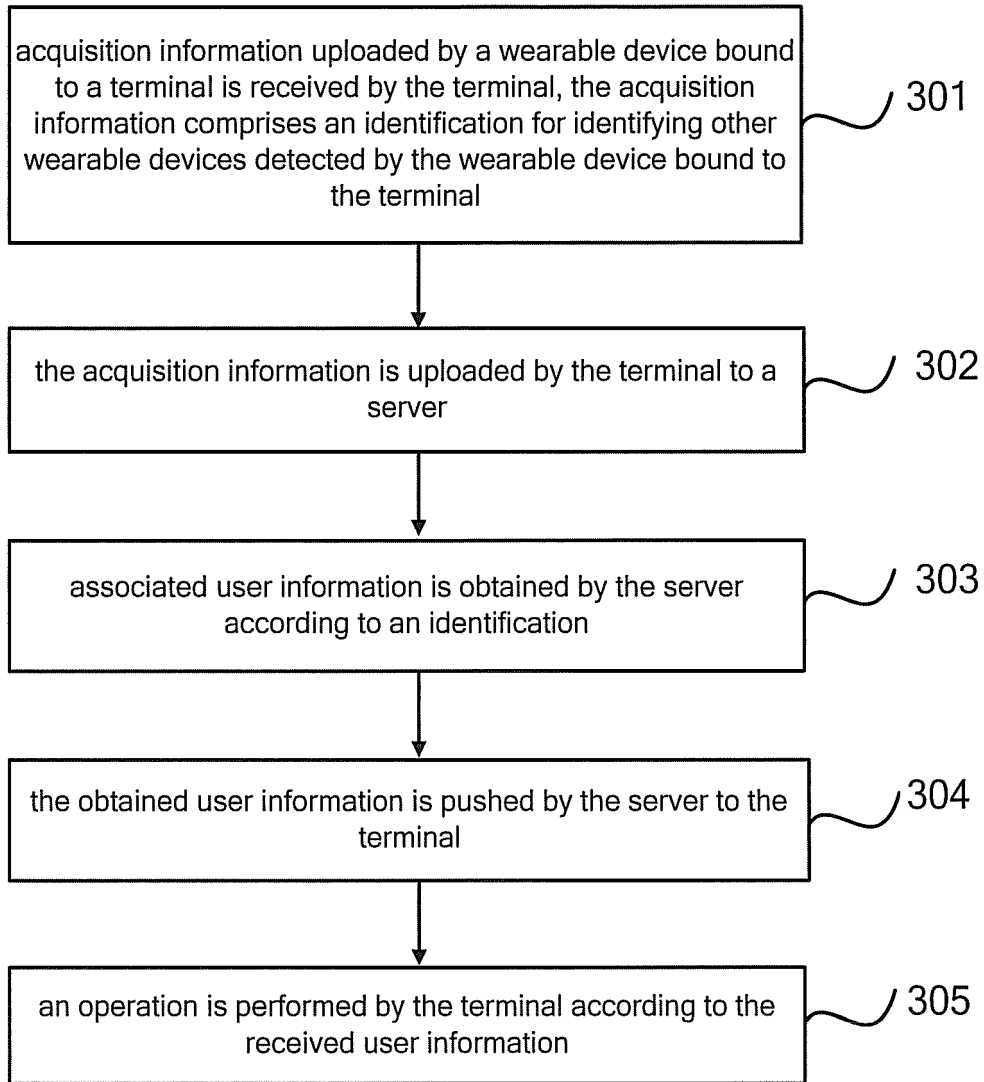 acquisition information uploaded by a wearable device bound
to a terminal is received by the terminal, the acquisition
information comprises an identification for identifying other
wearable devices detected by the wearable device bound to
the terminal
301
the acquisition information is uploaded by the terminal to a
server
302
associated user information is obtained by the server
according to an identification
303
the obtained user information is pushed by the server to the
terminal
304
an operation is performed by the terminal according to the
received user information
305